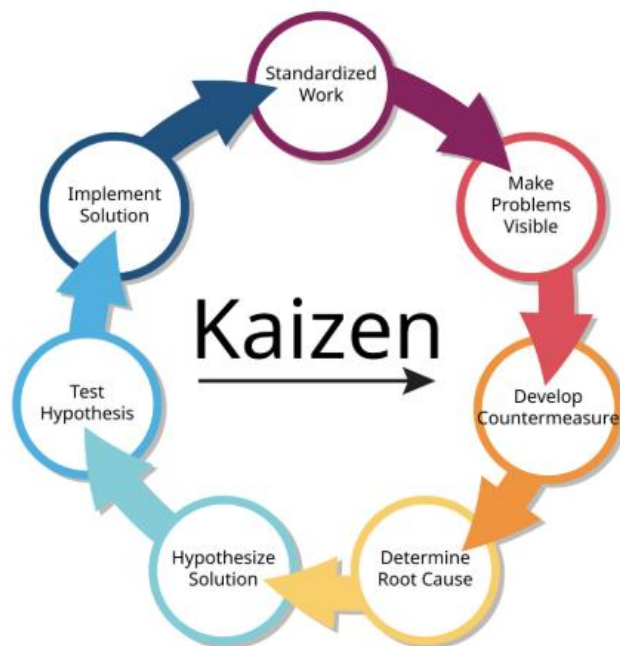 Standardized
Work
Make
Problems
Visible
Develop
Countermeasure
Determine
Root Cause
Hypothesize
Solution
Test
Hypothesis
Implement
Solution
Kaizen